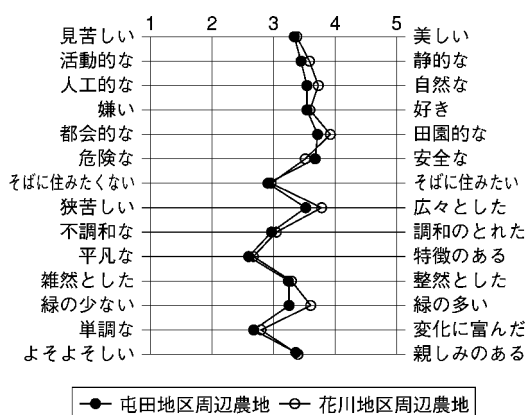 1 2 3 4 5
見苦しい 美しい
活動的な 静的な
人工的な 自然な
嫌い 好き
都会的な 田園的な
危険な 安全な
そばに住みたくない そばに住みたい
狭苦しい 広々とした
不調和な 調和のとれた
平凡な 特徴のある
雑然とした 整然とした
緑の少ない 緑の多い
単調な 変化に富んだ
よそよそしい 親しみのある
屯田地区周辺農地 花川地区周辺農地